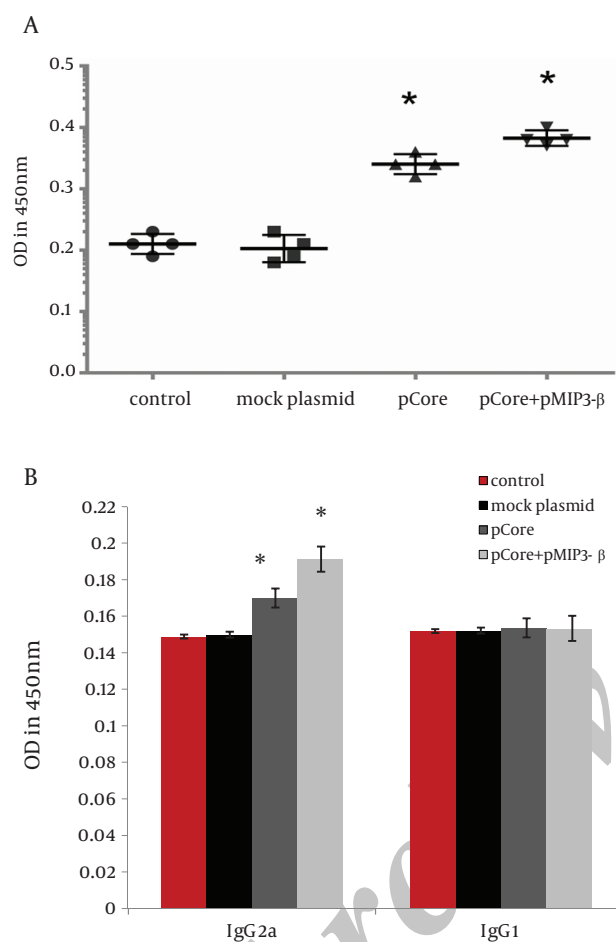 A
0.5
0.4
0.3
0.2
0.1
0.0
OD in 450nm
*
*
control
mock plasmid
pCore
pCore+pMIP3-β
B
control
mock plasmid
pCore
pCore+pMIP3- β
0.22
0.2
0.18
0.16
0.14
0.12
0.1
0.08
0.06
0.04
0.02
0
OD in 450nm
*
*
IgG2a
IgG1